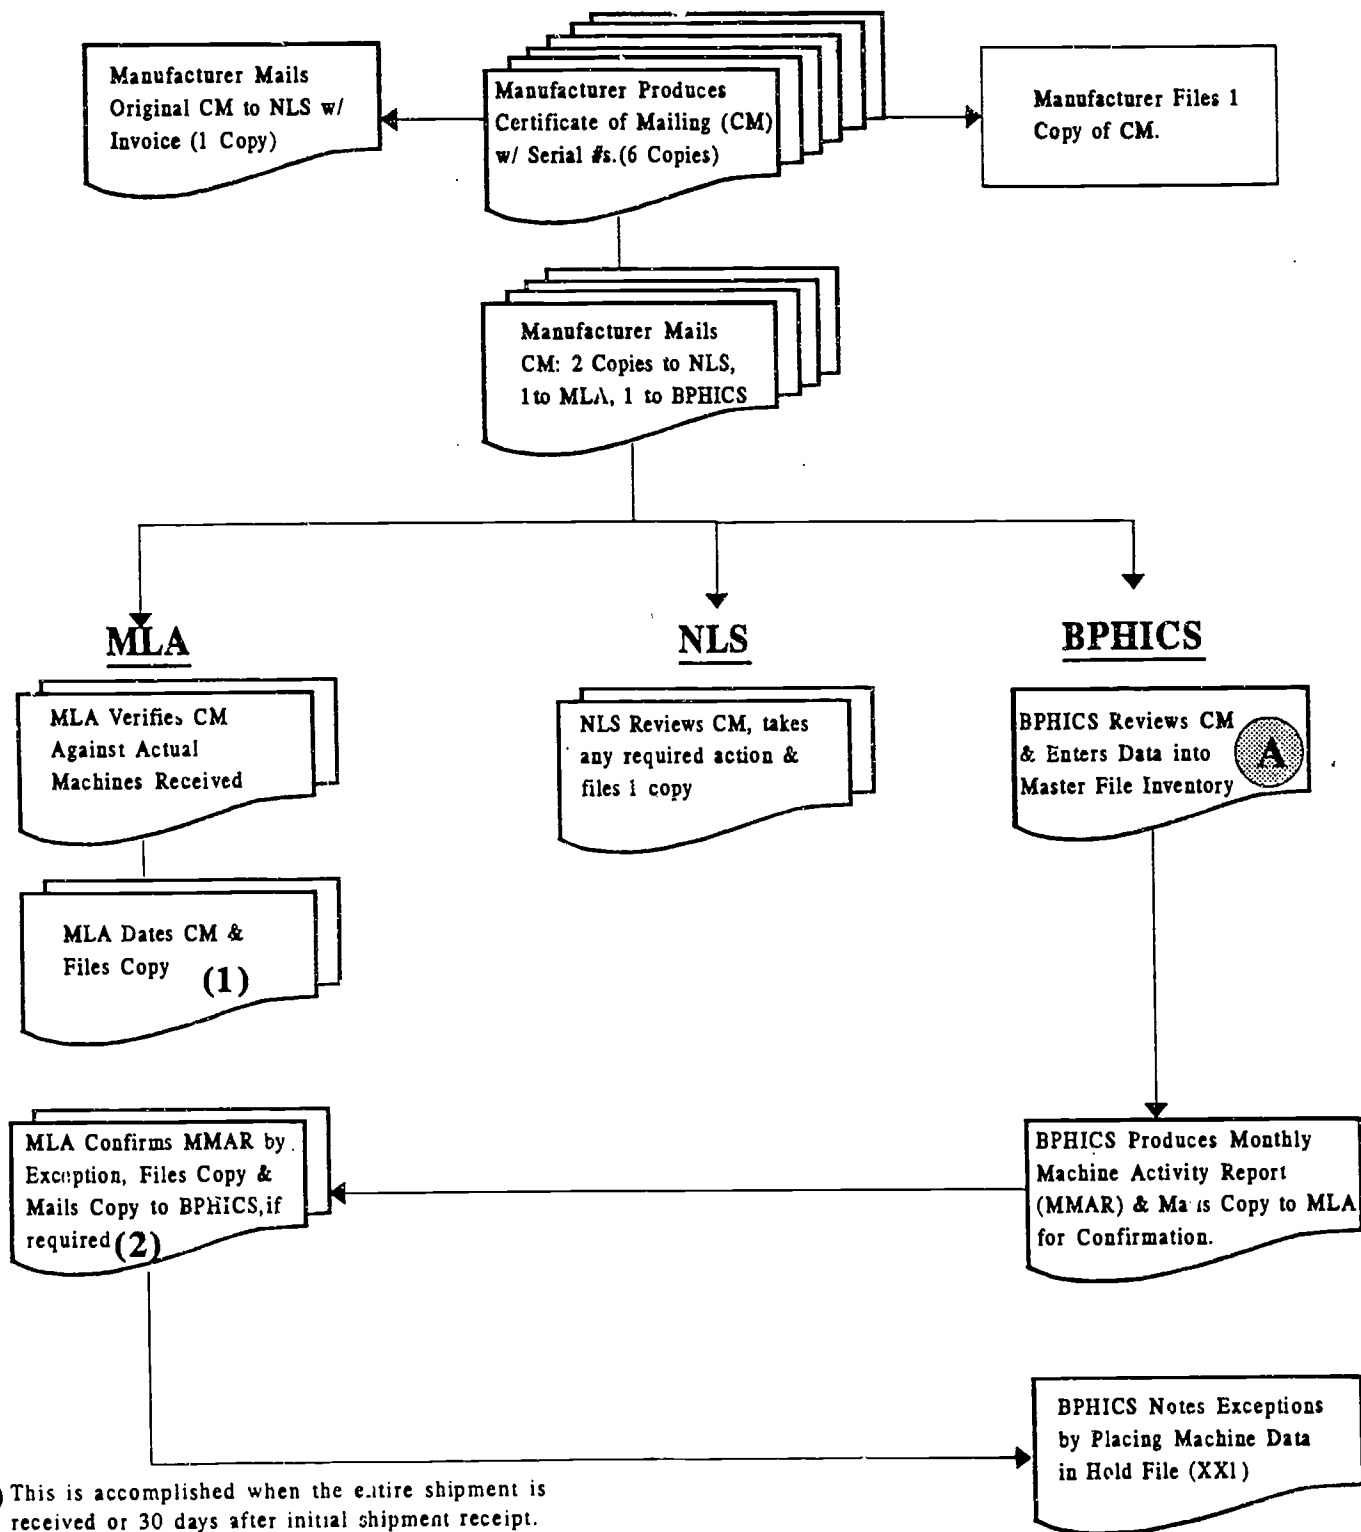 Manufacturer Mails
Original CM to NLS w/
Invoice (1 Copy)
Manufacturer Produces
Certificate of Mailing (CM)
w/ Serial #s.(6 Copies)
Manufacturer Files 1
Copy of CM.
Manufacturer Mails
CM: 2 Copies to NLS,
1 to MLA, 1 to BPHICS
MLA
NLS
BPHICS
MLA Verifies CM
Against Actual
Machines Received
NLS Reviews CM, takes
any required action &
files 1 copy
BPHICS Reviews CM
& Enters Data into
Master File Inventory
A
MLA Dates CM &
Files Copy
(1)
MLA Confirms MMAR by
Exception, Files Copy &
Mails Copy to BPHICS, if
required (2)
BPHICS Produces Monthly
Machine Activity Report
(MMAR) & Mails Copy to MLA
for Confirmation.
BPHICS Notes Exceptions
by Placing Machine Data
in Hold File (XX1)
) This is accomplished when the entire shipment is
received or 30 days after initial shipment receipt.